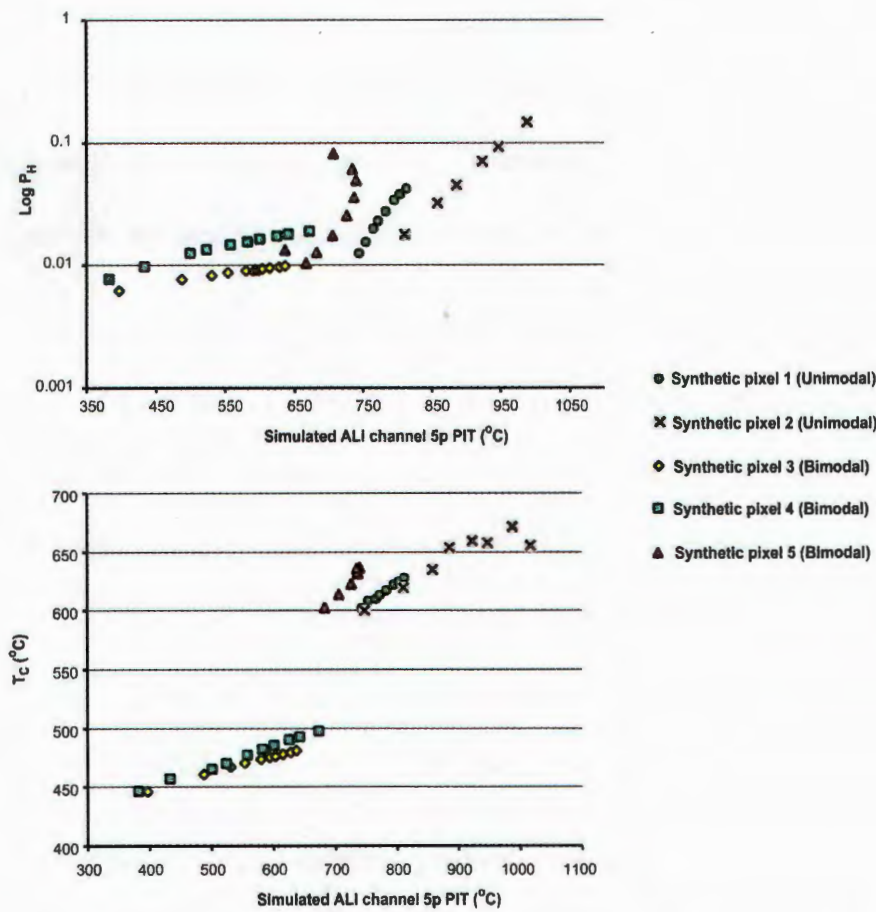 1
0.1
0.01
0.001
Log P_H
350 450 550 650 750 850 950 1050
Simulated ALI channel 5p PIT (°C)
Synthetic pixel 1 (Unimodal)
Synthetic pixel 2 (Unimodal)
Synthetic pixel 3 (Bimodal)
Synthetic pixel 4 (Bimodal)
Synthetic pixel 5 (Bimodal)
700
650
600
550
500
450
400
T_C (°C)
300 400 500 600 700 800 900 1000 1100
Simulated ALI channel 5p PIT (°C)